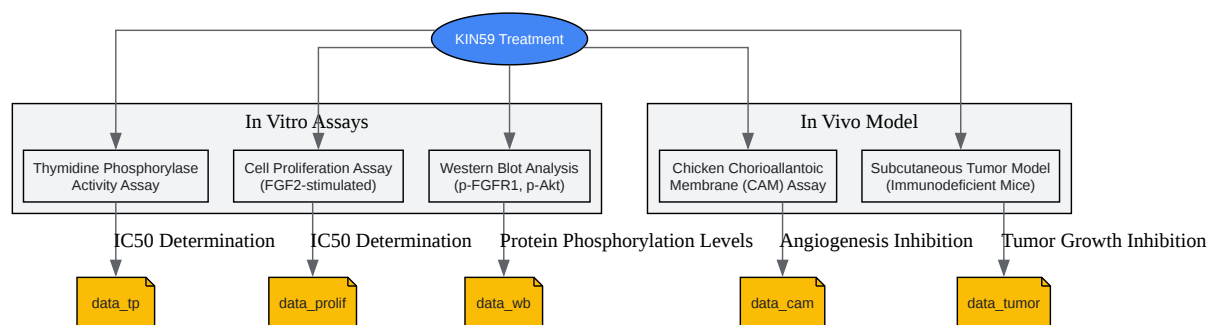 KIN59 Treatment
In Vitro Assays
In Vivo Model
Thymidine Phosphorylase
Activity Assay
Cell Proliferation Assay
(FGF2-stimulated)
Western Blot Analysis
(p-FGFR1, p-Akt)
Chicken Chorioallantoic
Membrane (CAM) Assay
Subcutaneous Tumor Model
(Immunodeficient Mice)
IC50 Determination
IC50 Determination
Protein Phosphorylation Levels
Angiogenesis Inhibition
Tumor Growth Inhibition
data_tp
data_prolif
data_wb
data_cam
data_tumor